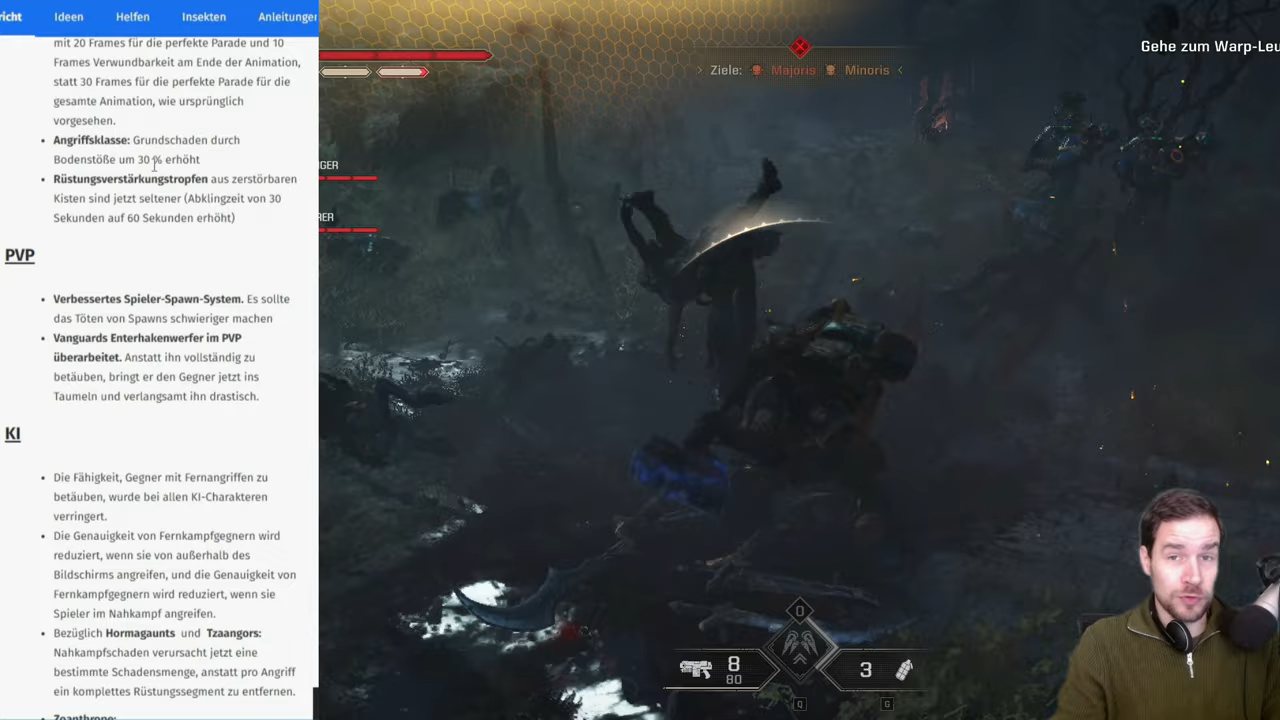 richt Ideen Helfen Insekten Anleitungen
mit 20 Frames für die perfekte Parade und 10
Frames Verwundbarkeit am Ende der Animation,
statt 30 Frames für die perfekte Parade für die
gesamte Animation, wie ursprünglich
vorgesehen.
Angriffsklasse: Grundschaden durch
Bodenstöße um 30 % erhöht
Rüstungsverstärkungstropfen aus zerstörbaren
Kisten sind jetzt seltener (Abklingzeit von 30
Sekunden auf 60 Sekunden erhöht)
PVP
Verbessertes Spieler-Spawn-System. Es sollte
das Töten von Spawns schwieriger machen
Vanguards Enterhakenwerfer im PVP
überarbeitet. Anstatt ihn vollständig zu
betäuben, bringt er den Gegner jetzt ins
Taumeln und verlangsamt ihn drastisch.
KI
Die Fähigkeit, Gegner mit Fernangriffen zu
betäuben, wurde bei allen KI-Charakteren
verringert.
Die Genauigkeit von Fernkampfgegnern wird
reduziert, wenn sie von außerhalb des
Bildschirms angreifen, und die Genauigkeit von
Fernkampfgegnern wird reduziert, wenn sie
Spieler im Nahkampf angreifen.
Bezüglich Hormagaunts und Tzaangors:
Nahkampfschaden verursacht jetzt eine
bestimmte Schadensmenge, anstatt pro Angriff
ein komplettes Rüstungssegment zu entfernen.
Zoanthrope:
Ziele: Majoris Minoris
Gehe zum Warp-Leu
GER
RER
8
80
0
3
Q
G